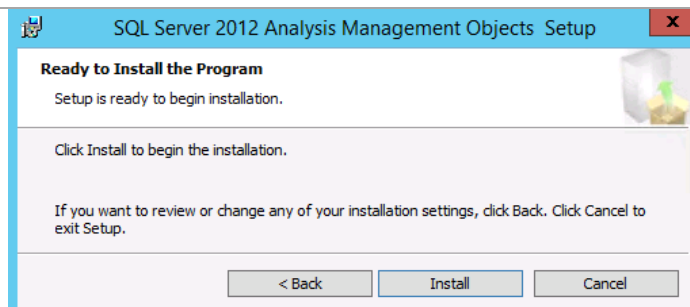 SQL Server 2012 Analysis Management Objects Setup
x
Ready to Install the Program
Setup is ready to begin installation.
Click Install to begin the installation.
If you want to review or change any of your installation settings, click Back. Click Cancel to
exit Setup.
< Back Install Cancel